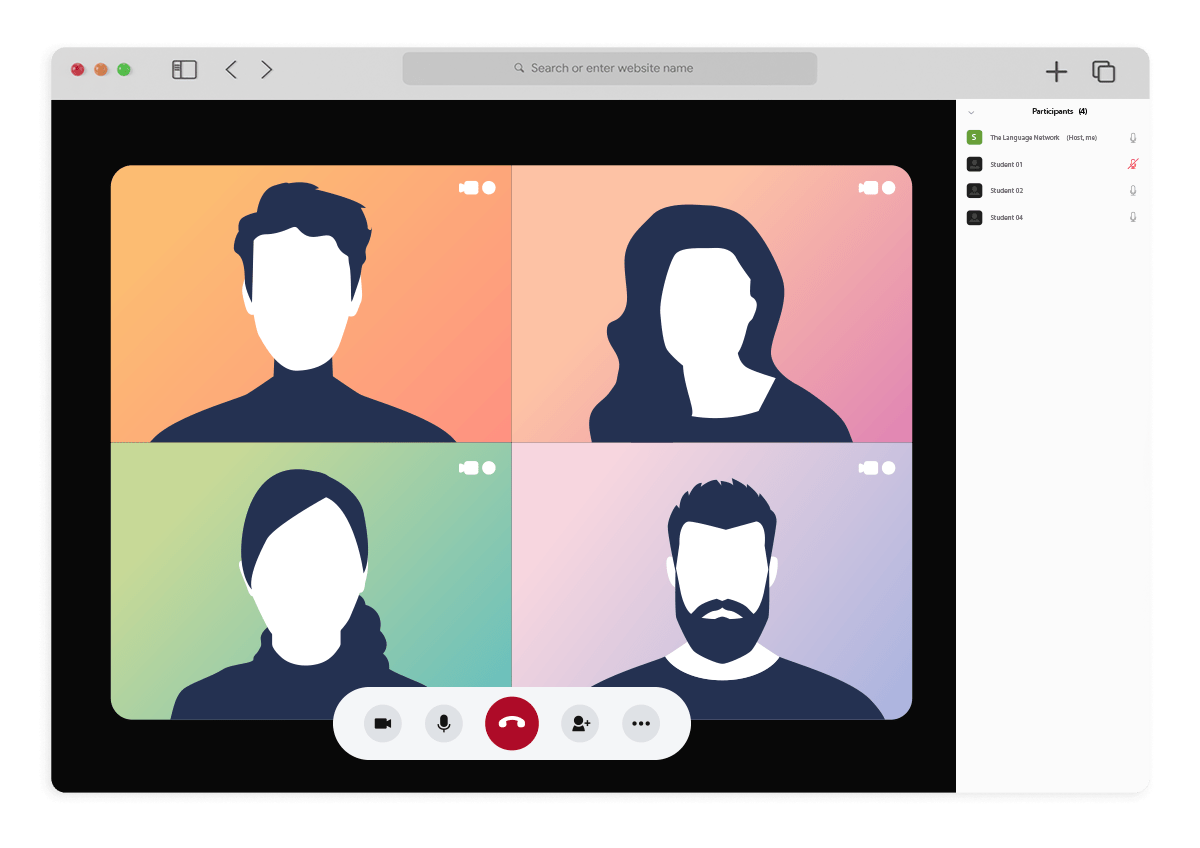 Search or enter website name
Participants (4)
S The Language Network (Host, me)
Student 01
Student 02
Student 04